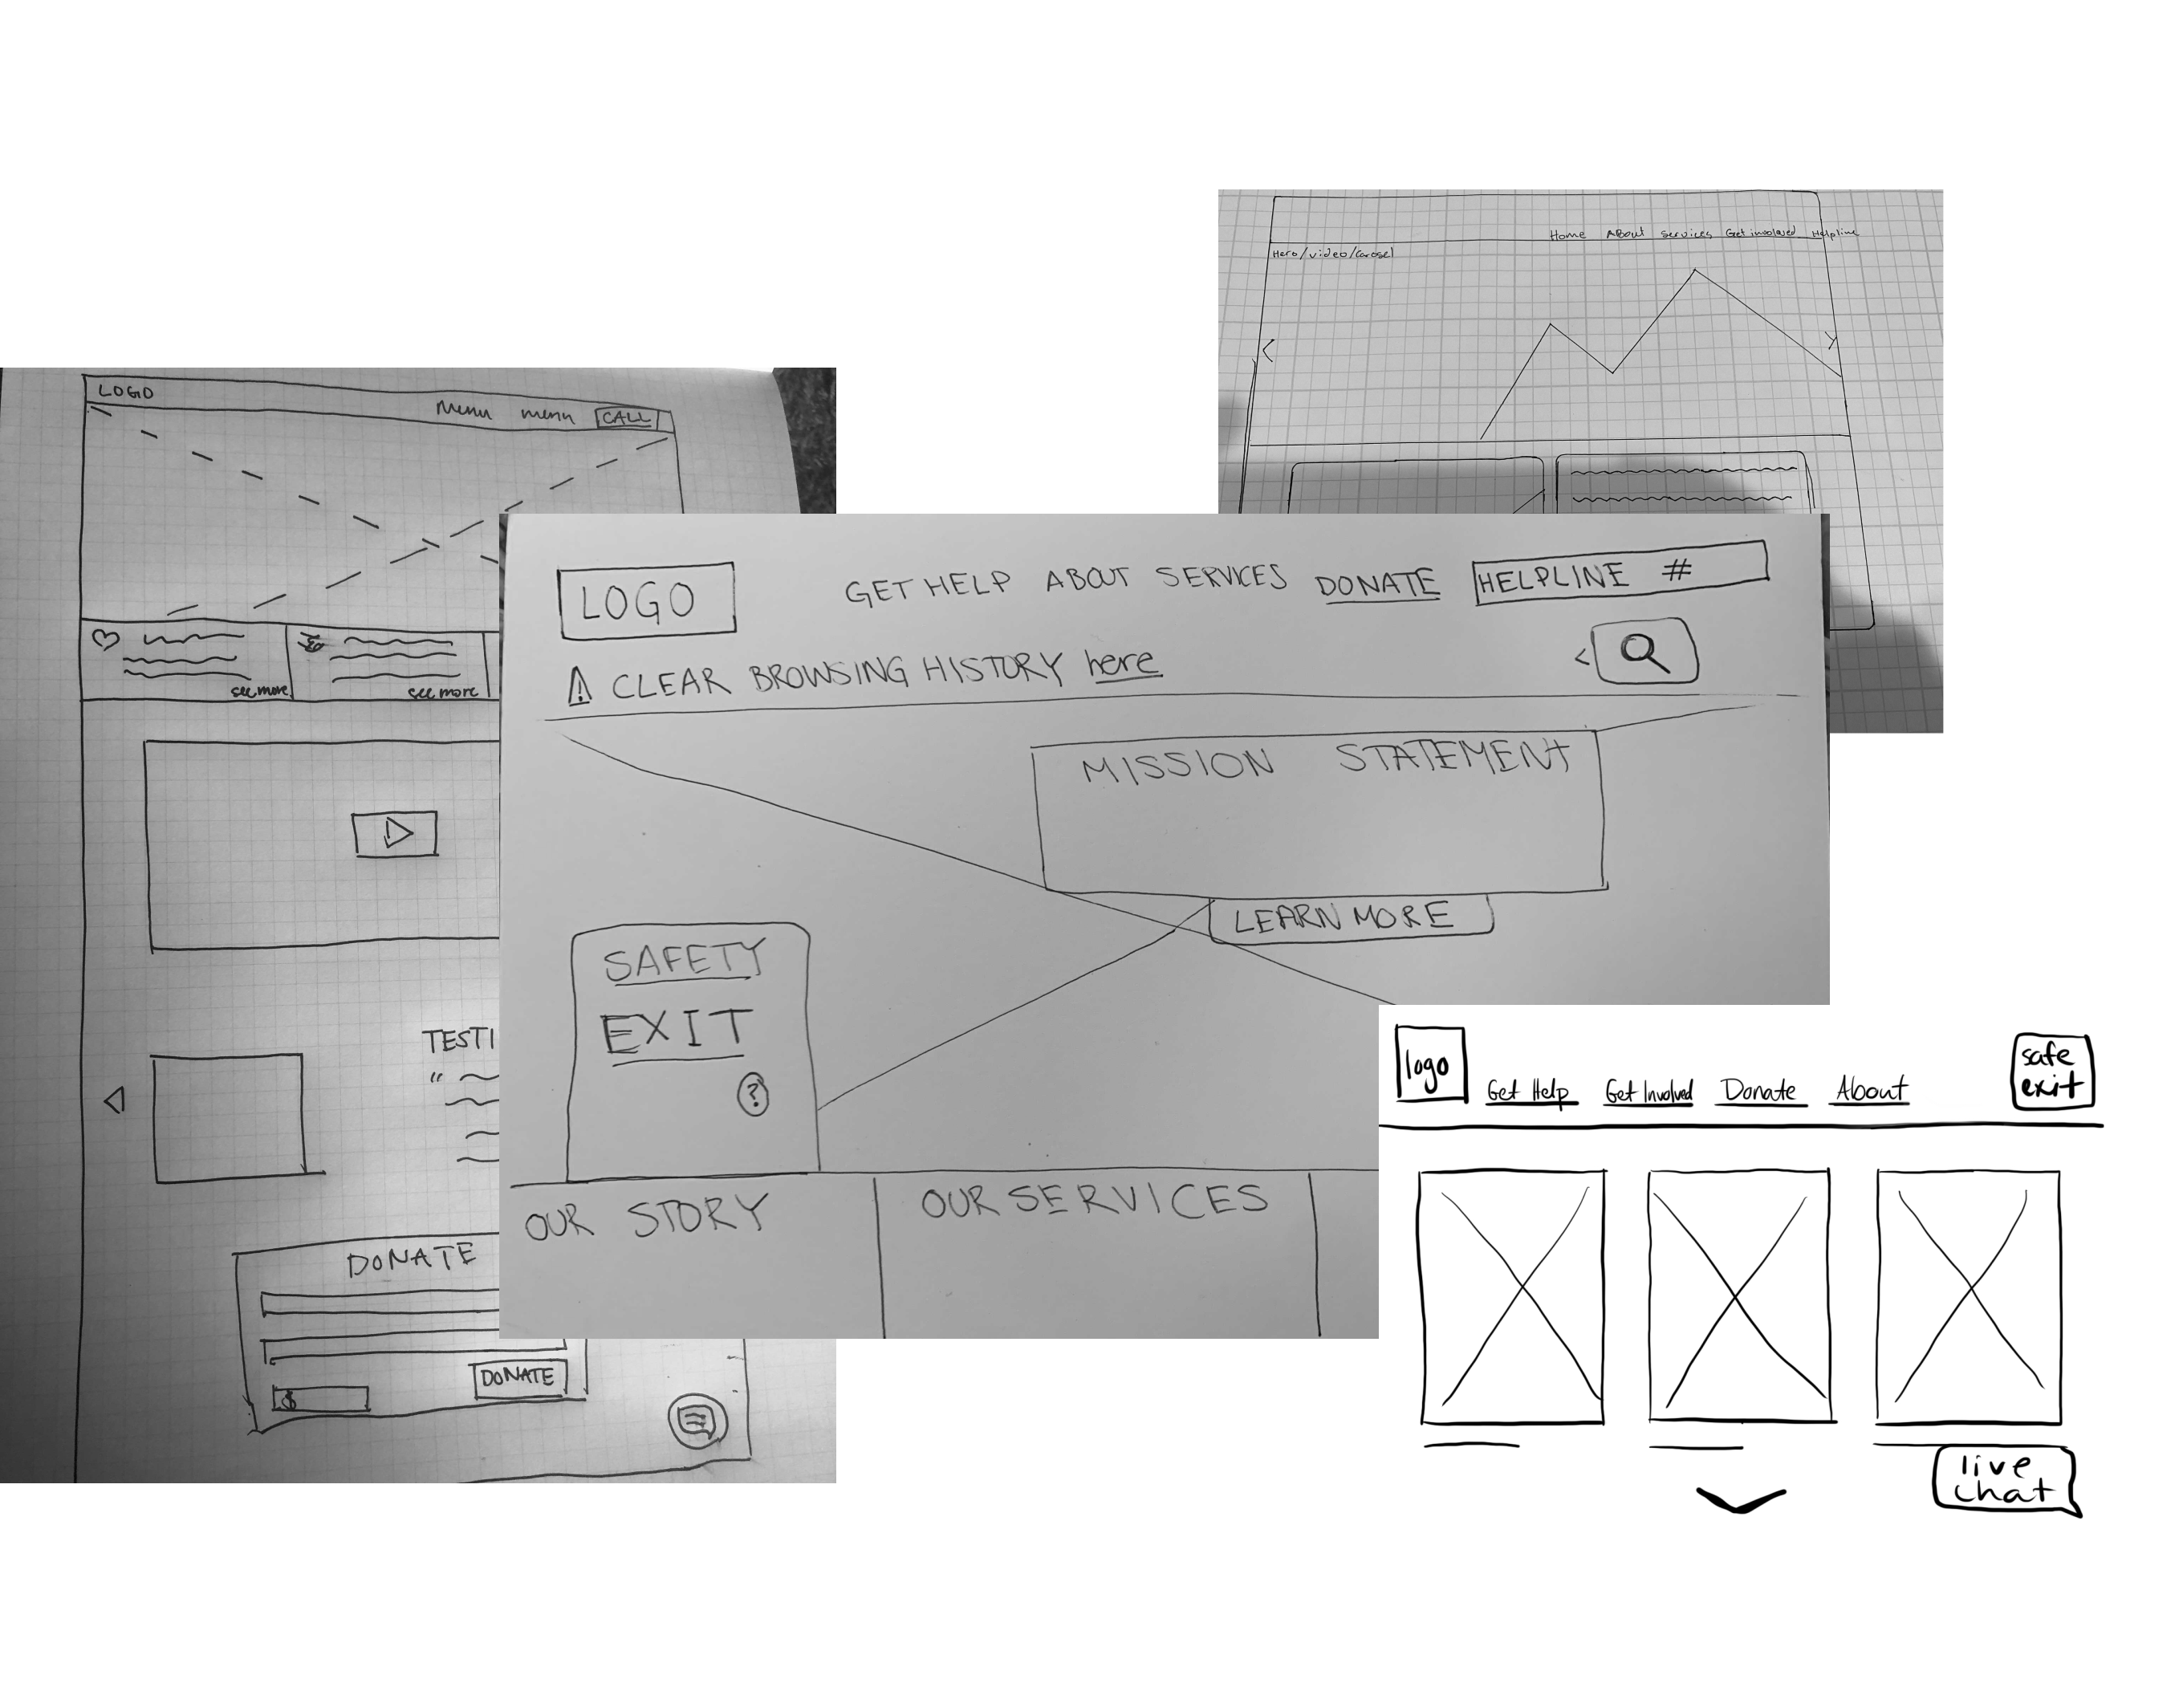 LOGO
Menu menu CALL
see more
see more
TESTI
"
DONATE
$
DONATE
Home About Services Get involved Helpline
Hero/video/Carosel
LOGO
GET HELP ABOUT SERVICES DONATE HELPLINE #
CLEAR BROWSING HISTORY here
MISSION STATEMENT
LEARN MORE
SAFETY
EXIT
?
OUR STORY
OUR SERVICES
logo
Get Help Get Involved Donate About
safe
exit
live
chat